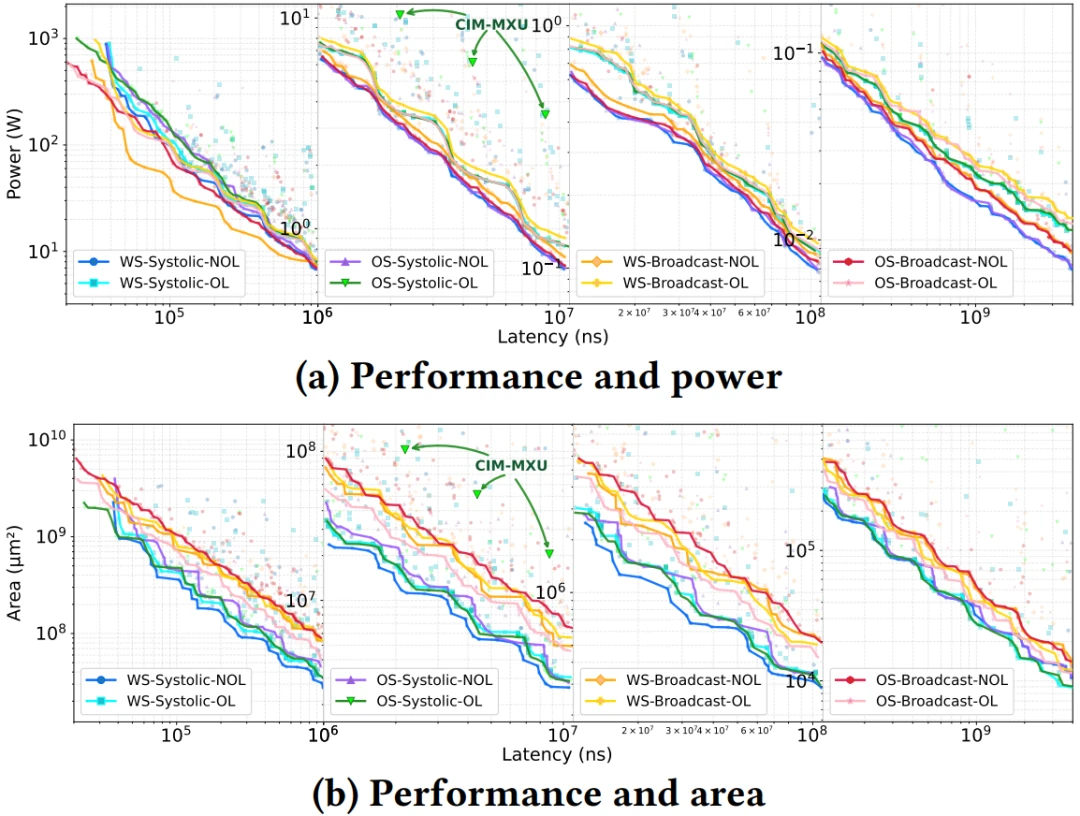 10³
10²
10¹
Power (W)
10¹
10⁰
CIM-MXU
10⁰
10⁻¹
10⁻¹
10⁻²
WS-Systolic-NOL
WS-Systolic-OL
OS-Systolic-NOL
OS-Systolic-OL
WS-Broadcast-NOL
WS-Broadcast-OL
OS-Broadcast-NOL
OS-Broadcast-OL
10⁵ 10⁶ 10⁷ 2 × 10⁷ 3 × 10⁷ 4 × 10⁷ 6 × 10⁷ 10⁸ 10⁹
Latency (ns)
(a) Performance and power
10¹⁰
10⁹
10⁸
Area (μm²)
10⁸
10⁷
CIM-MXU
10⁶
10⁵
10⁴
WS-Systolic-NOL
WS-Systolic-OL
OS-Systolic-NOL
OS-Systolic-OL
WS-Broadcast-NOL
WS-Broadcast-OL
OS-Broadcast-NOL
OS-Broadcast-OL
10⁵ 10⁶ 10⁷ 2 × 10⁷ 3 × 10⁷ 4 × 10⁷ 6 × 10⁷ 10⁸ 10⁹
Latency (ns)
(b) Performance and area